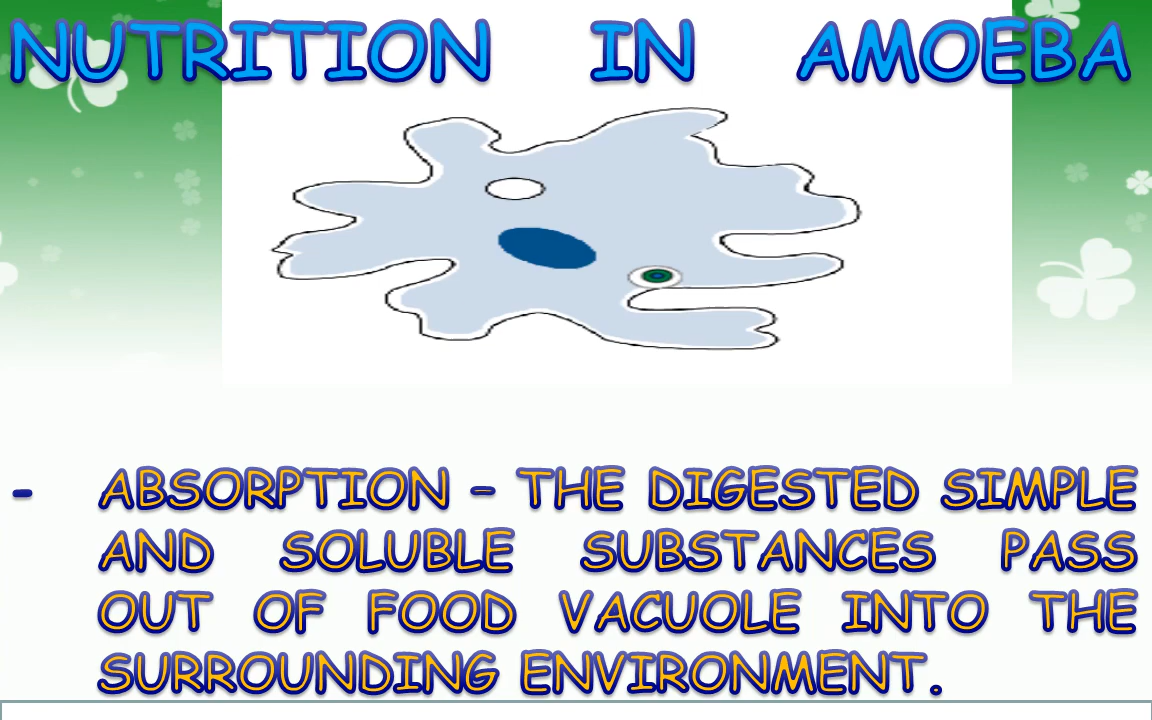 NUTRITION IN AMOEBA
- ABSORPTION – THE DIGESTED SIMPLE
AND SOLUBLE SUBSTANCES PASS
OUT OF FOOD VACUOLE INTO THE
SURROUNDING ENVIRONMENT.